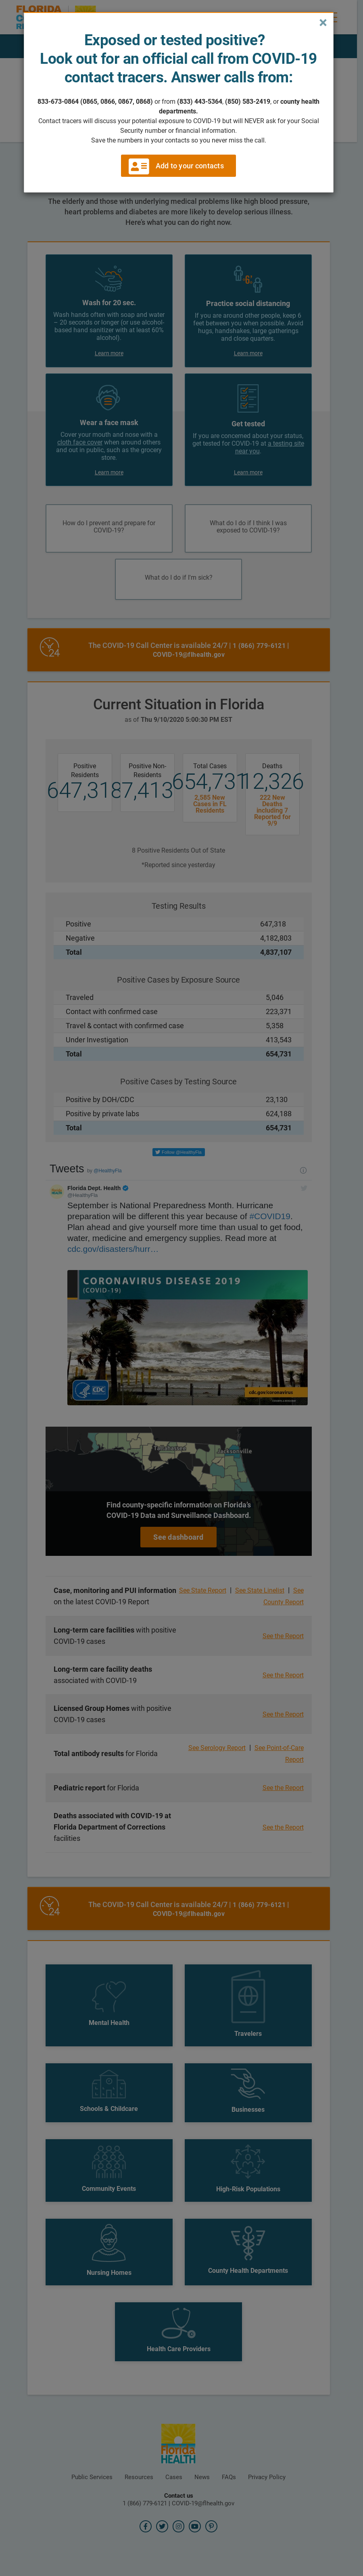 FLORIDA
×
Exposed or tested positive?
Look out for an official call from COVID-19
contact tracers. Answer calls from:
833-673-0864 (0865, 0866, 0867, 0868) or from (833) 443-5364, (850) 583-2419, or county health
departments.
Contact tracers will discuss your potential exposure to COVID-19 but will NEVER ask for your Social
Security number or financial information.
Save the numbers in your contacts so you never miss the call.
Add to your contacts
The elderly and those with underlying medical problems like high blood pressure,
heart problems and diabetes are more likely to develop serious illness.
Here's what you can do right now.
Wash for 20 sec.
Wash hands often with soap and water
– 20 seconds or longer (or use alcohol-
based hand sanitizer with at least 60%
alcohol).
Learn more
Practice social distancing
If you are around other people, keep 6
feet between you when possible. Avoid
hugs, handshakes, large gatherings
and close quarters.
Learn more
Wear a face mask
Cover your mouth and nose with a
cloth face cover when around others
and out in public, such as the grocery
store.
Learn more
Get tested
If you are concerned about your status,
get tested for COVID-19 at a testing site
near you.
Learn more
How do I prevent and prepare for
COVID-19?
What do I do if I think I was
exposed to COVID-19?
What do I do if I'm sick?
24
The COVID-19 Call Center is available 24/7 | 1 (866) 779-6121 |
COVID-19@flhealth.gov
Current Situation in Florida
as of Thu 9/10/2020 5:00:30 PM EST
Positive
Residents
647,318
Positive Non-
Residents
7,413
Total Cases
654,731
2,585 New
Cases in FL
Residents
Deaths
12,326
222 New
Deaths
including 7
Reported for
9/9
8 Positive Residents Out of State
*Reported since yesterday
Testing Results
Positive 647,318
Negative 4,182,803
Total 4,837,107
Positive Cases by Exposure Source
Traveled 5,046
Contact with confirmed case 223,371
Travel & contact with confirmed case 5,358
Under Investigation 413,543
Total 654,731
Positive Cases by Testing Source
Positive by DOH/CDC 23,130
Positive by private labs 624,188
Total 654,731
Follow @HealthyFla
Tweets by @HealthyFla
Florida Dept. Health
@HealthyFla
September is National Preparedness Month. Hurricane
preparation will be different this year because of #COVID19.
Plan ahead and give yourself more time than usual to get food,
water, medicine and emergency supplies. Read more at
cdc.gov/disasters/hurr…
CORONAVIRUS DISEASE 2019
(COVID-19)
CDC
cdc.gov/coronavirus
Tallahassee
Jacksonville
Find county-specific information on Florida's
COVID-19 Data and Surveillance Dashboard.
See dashboard
Case, monitoring and PUI information
on the latest COVID-19 Report
See State Report | See State Linelist | See
County Report
Long-term care facilities with positive
COVID-19 cases
See the Report
Long-term care facility deaths
associated with COVID-19
See the Report
Licensed Group Homes with positive
COVID-19 cases
See the Report
Total antibody results for Florida
See Serology Report | See Point-of-Care
Report
Pediatric report for Florida
See the Report
Deaths associated with COVID-19 at
Florida Department of Corrections
facilities
See the Report
24
The COVID-19 Call Center is available 24/7 | 1 (866) 779-6121 |
COVID-19@flhealth.gov
Mental Health
Travelers
Schools & Childcare
Businesses
Community Events
High-Risk Populations
Nursing Homes
County Health Departments
Health Care Providers
Florida
HEALTH
Public Services
Resources
Cases
News
FAQs
Privacy Policy
Contact us
1 (866) 779-6121 | COVID-19@flhealth.gov